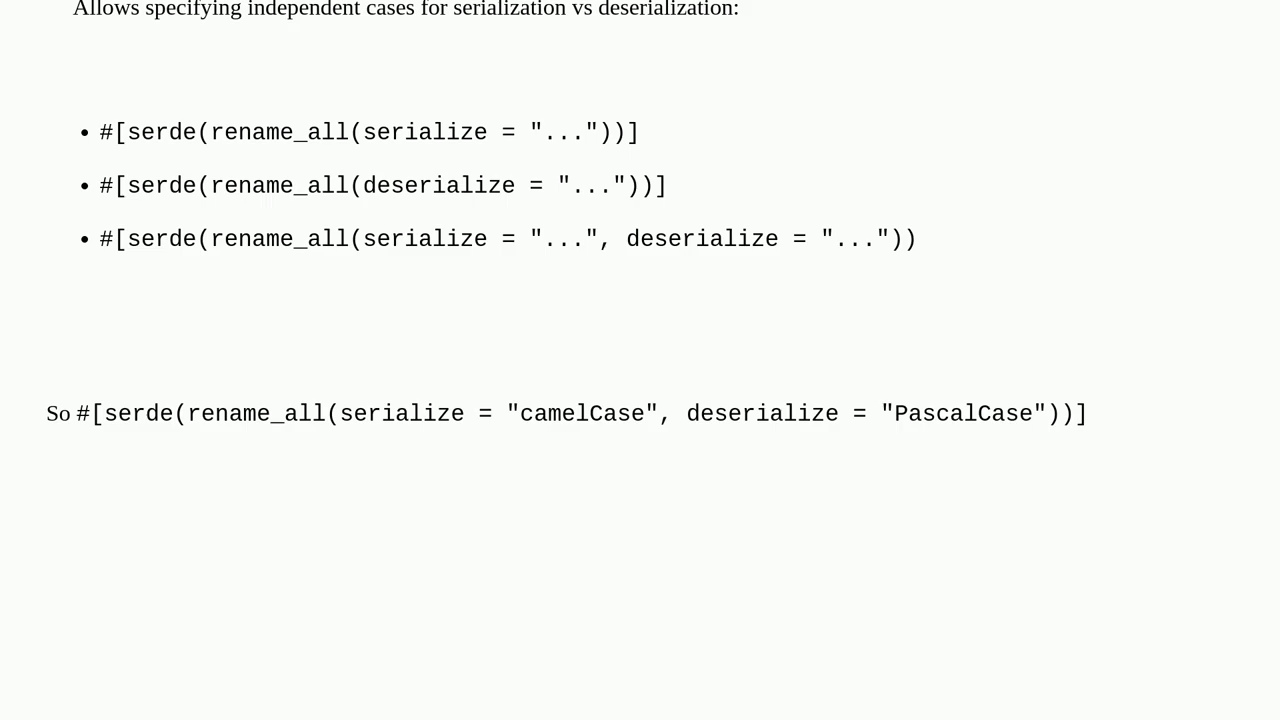 Allows specifying independent cases for serialization vs deserialization:
• #[serde(rename_all(serialize = "..."))]
• #[serde(rename_all(deserialize = "..."))]
• #[serde(rename_all(serialize = "...", deserialize = "..."))
So #[serde(rename_all(serialize = "camelCase", deserialize = "PascalCase"))]